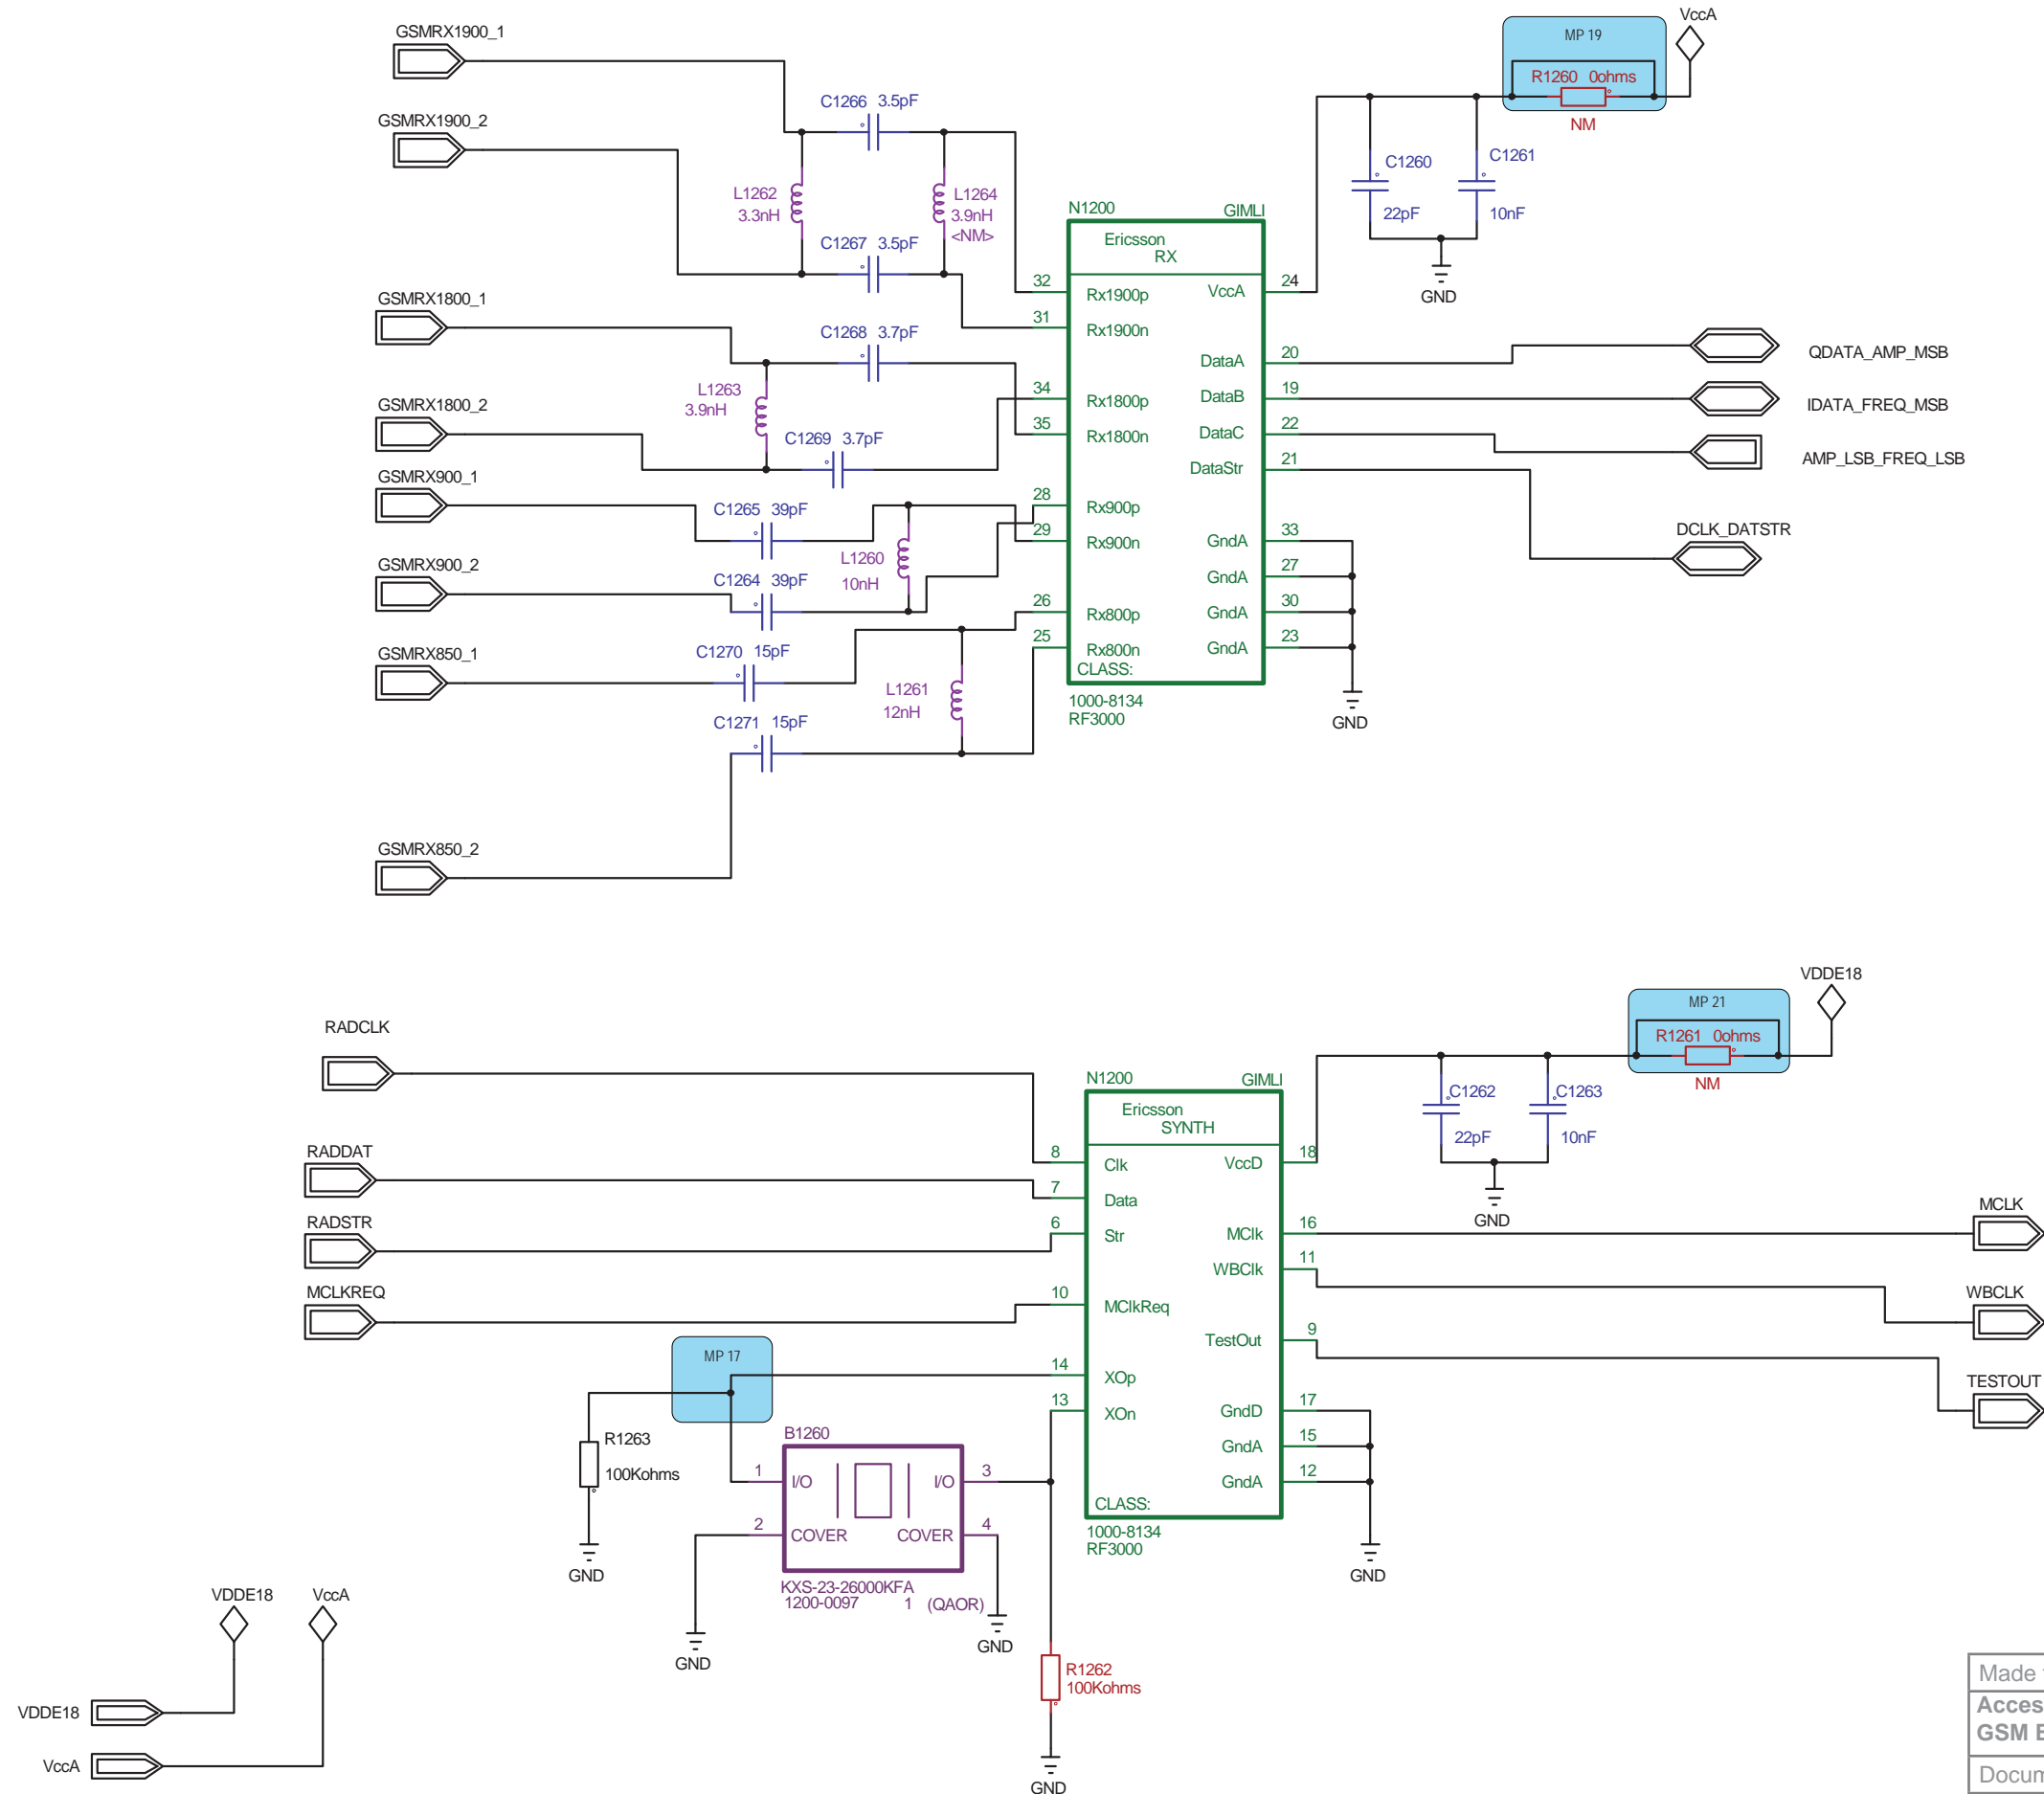 GSMRX1900_1
VccA
MP 19
R1260 0ohms
NM
C1266 3.5pF
GSMRX1900_2
C1260
22pF
C1261
10nF
GND
L1262
3.3nH
L1264
3.9nH
<NM>
C1267 3.5pF
N1200 GIMLI
Ericsson
RX
32 Rx1900p VccA 24
31 Rx1900n
GSMRX1800_1
C1268 3.7pF
DataA 20
QDATA_AMP_MSB
L1263
3.9nH
34 Rx1800p DataB 19
IDATA_FREQ_MSB
GSMRX1800_2
35 Rx1800n DataC 22
C1269 3.7pF
AMP_LSB_FREQ_LSB
DataStr 21
GSMRX900_1
28 Rx900p
C1265 39pF
DCLK_DATSTR
29 Rx900n GndA 33
L1260
10nH
GSMRX900_2
C1264 39pF
GndA 27
26 Rx800p GndA 30
25 Rx800n GndA 23
GSMRX850_1
C1270 15pF
CLASS:
L1261
12nH
1000-8134
RF3000
C1271 15pF
GND
GSMRX850_2
VDDE18
MP 21
R1261 0ohms
NM
RADCLK
N1200 GIMLI
Ericsson
SYNTH
C1262
22pF
C1263
10nF
GND
RADDAT
8 Clk VccD 18
7 Data
RADSTR
6 Str MClk 16
MCLK
WBClk 11
MCLKREQ
10 MClkReq
WBCLK
TestOut 9
MP 17
14 XOp
TESTOUT
13 XOn GndD 17
B1260
R1263
100Kohms
GndA 15
1 I/O I/O 3
GndA 12
2 COVER COVER 4
CLASS:
1000-8134
RF3000
GND
GND
KXS-23-26000KFA
1200-0097 1 (QAOR)
GND
GND
VDDE18 VccA
R1262
100Kohms
VDDE18
VccA
GND
Made
Acces
GSM
Docum